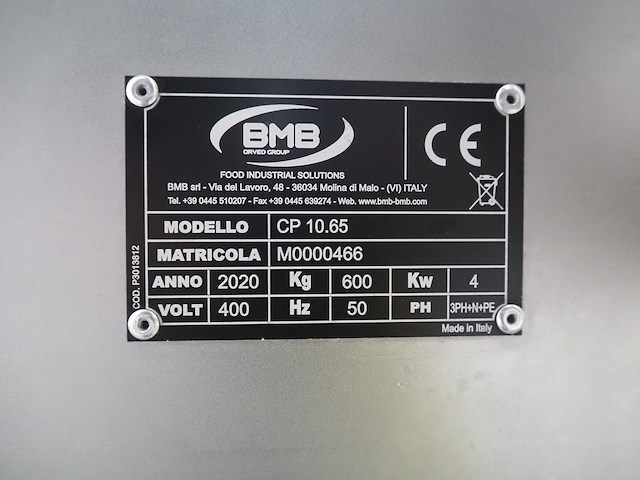 BMB
ORVED GROUP
CE
FOOD INDUSTRIAL SOLUTIONS
BMB srl - Via del Lavoro, 48 - 36034 Molina di Malo - (VI) ITALY
Tel. +39 0445 510207 - Fax +39 0445 639274 - Web. www.bmb-bmb.com
MODELLO CP 10.65
MATRICOLA M0000466
ANNO 2020 Kg 600 Kw 4
VOLT 400 Hz 50 PH 3PH+N+PE
Made in Italy
COD. P3013812